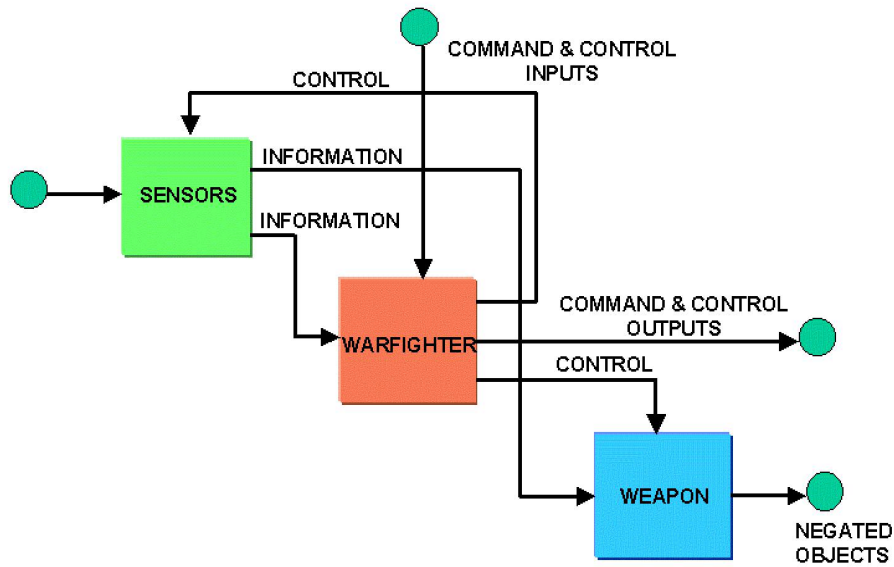 COMMAND & CONTROL
INPUTS
CONTROL
INFORMATION
SENSORS
INFORMATION
COMMAND & CONTROL
OUTPUTS
WARFIGHTER
CONTROL
WEAPON
NEGATED
OBJECTS